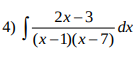 4) ∫ (2x−3)/((x−1)(x−7)) dx